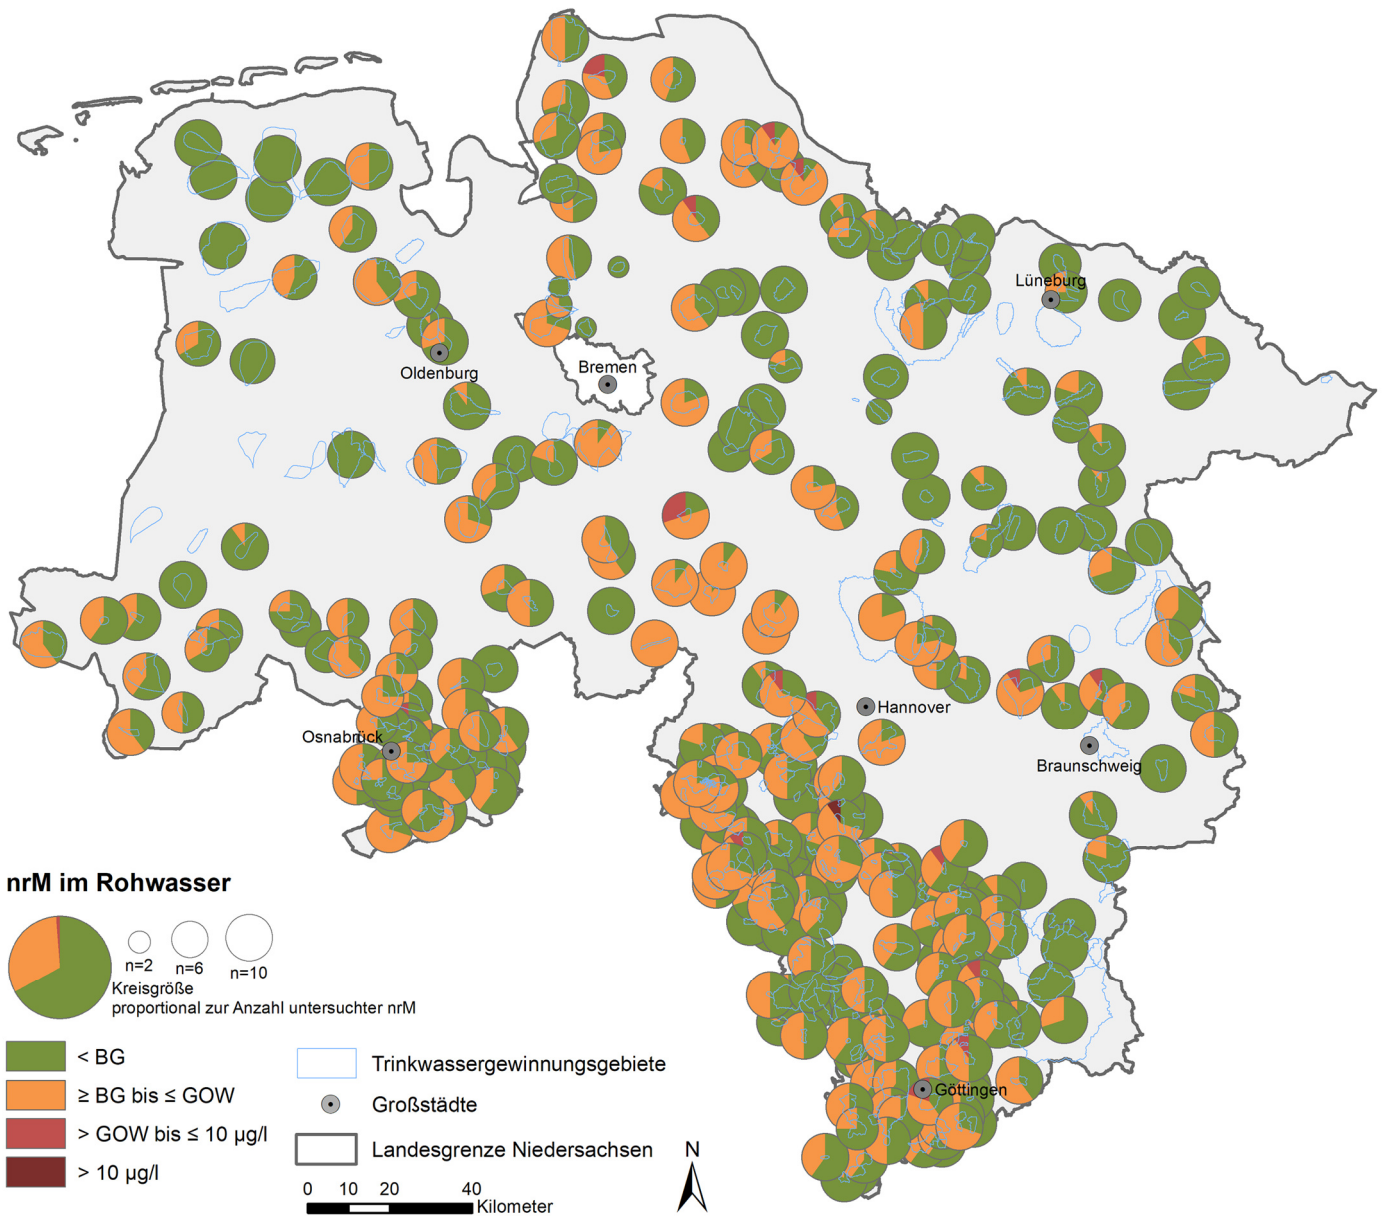 Lüneburg
Bremen
Oldenburg
Hannover
Osnabrück
Braunschweig
Göttingen
nrM im Rohwasser
n=2
n=6
n=10
Kreisgröße
proportional zur Anzahl untersuchter nrM
< BG
≥ BG bis ≤ GOW
> GOW bis ≤ 10 µg/l
> 10 µg/l
Trinkwassergewinnungsgebiete
Großstädte
Landesgrenze Niedersachsen
N
0 10 20 40
Kilometer